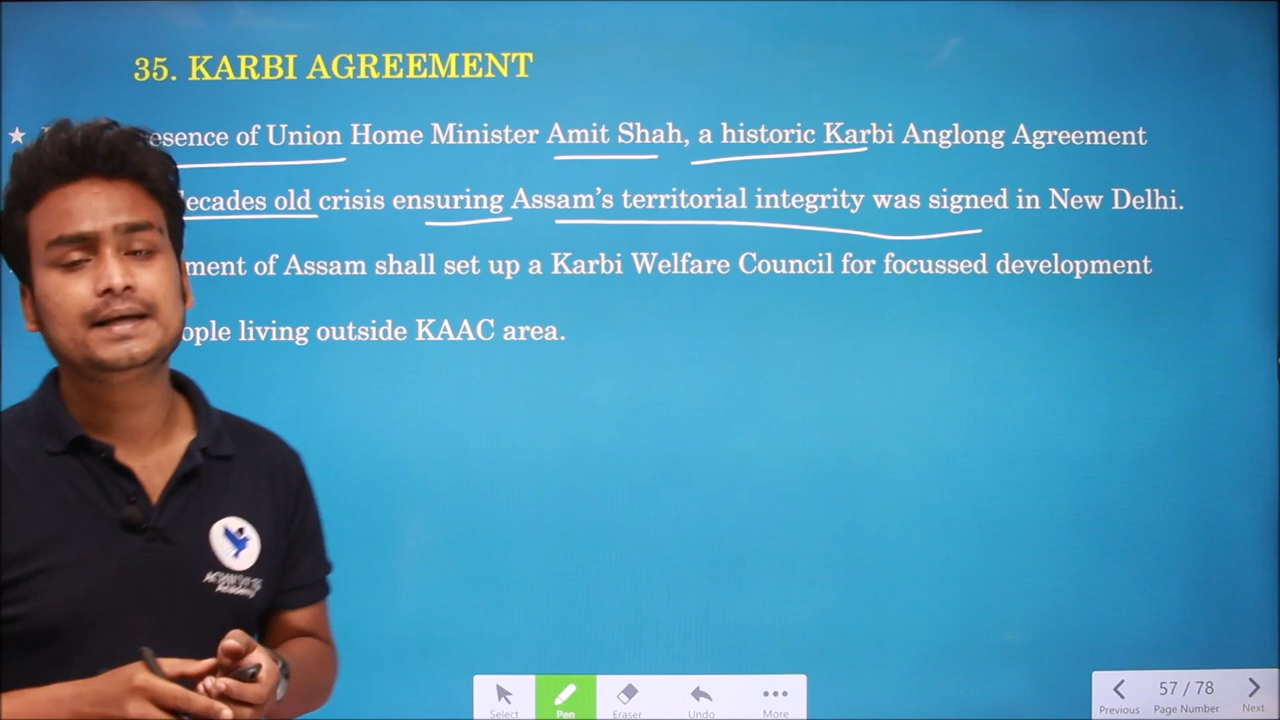 35. KARBI AGREEMENT
★ esence of Union Home Minister Amit Shah, a historic Karbi Anglong Agreement
ecades old crisis ensuring Assam's territorial integrity was signed in New Delhi.
ment of Assam shall set up a Karbi Welfare Council for focussed development
ople living outside KAAC area.
Academy
Select Pen Eraser Undo More
57 / 78
Previous Page Number Next